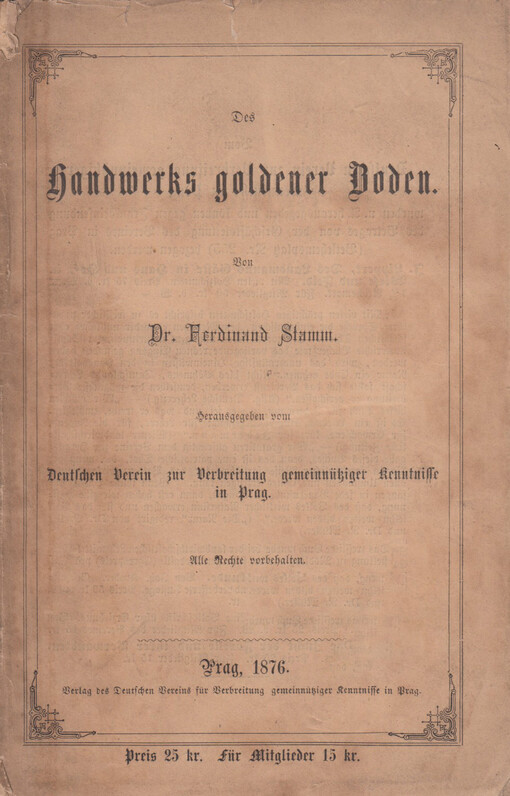 Des
Handwerks goldener Boden.
Von
Dr. Ferdinand Stamm.
Herausgegeben vom
Deutschen Verein zur Verbreitung gemeinnütziger Kenntnisse
in Prag.
Alle Rechte vorbehalten.
Prag, 1876.
Verlag des Deutschen Vereins für Verbreitung gemeinnütziger Kenntnisse in Prag.
Preis 25 kr. Für Mitglieder 15 kr.